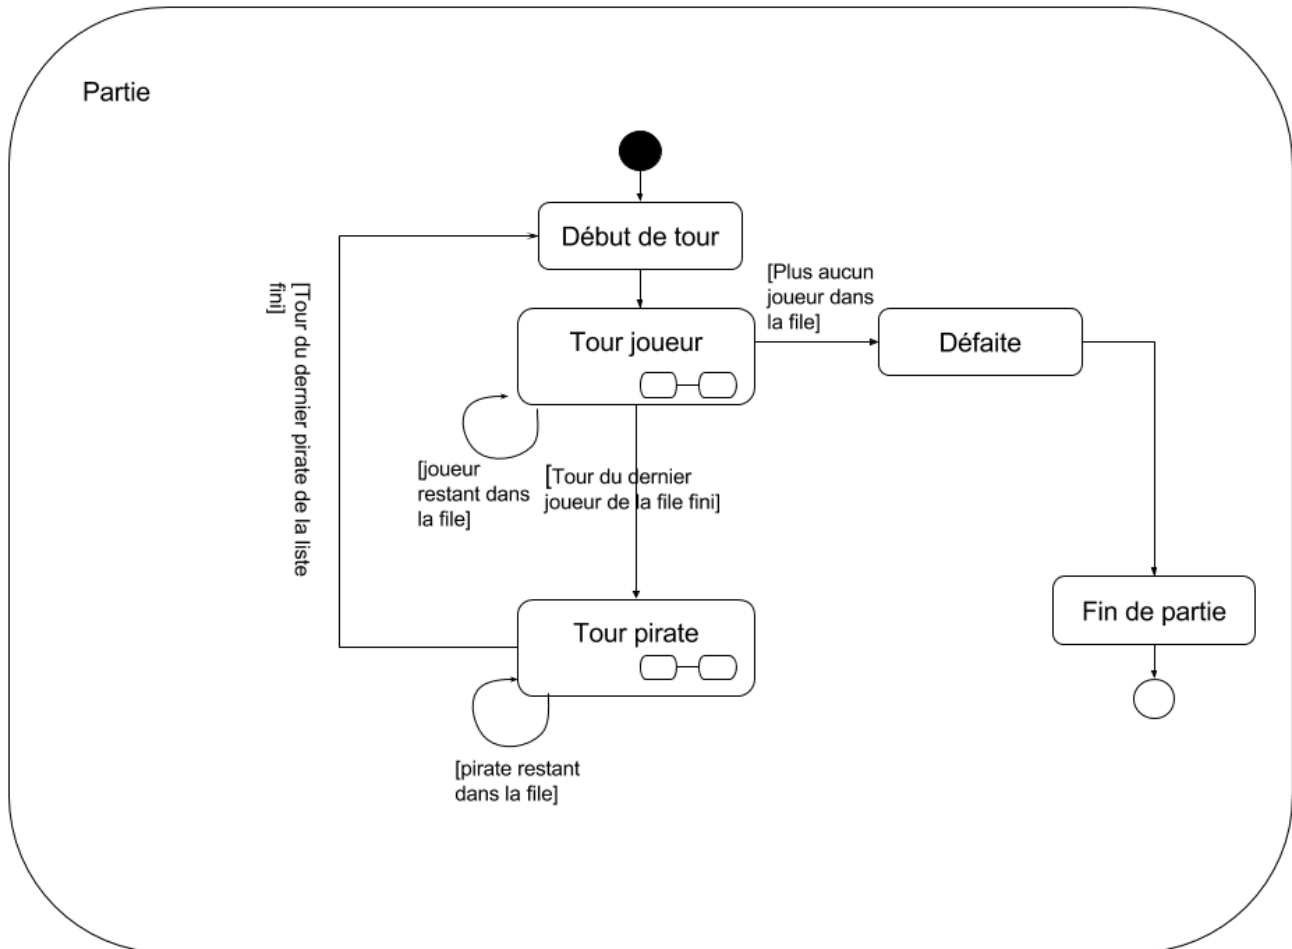 Partie
Début de tour
[Plus aucun
joueur dans
la file]
Tour joueur
Défaite
[Tour du dernier pirate de la liste
fini]
[joueur
restant dans
la file]
[Tour du dernier
joueur de la file fini]
Fin de partie
Tour pirate
[pirate restant
dans la file]